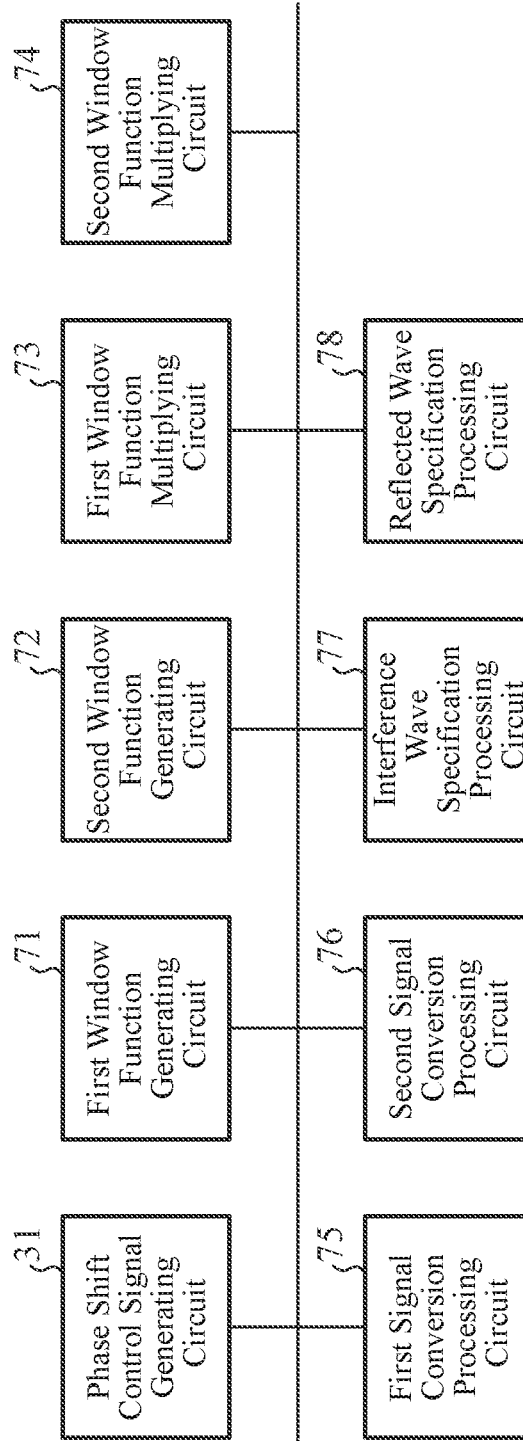 31
Phase Shift
Control Signal
Generating
Circuit
71
First Window
Function
Generating
Circuit
72
Second Window
Function
Generating
Circuit
73
First Window
Function
Multiplying
Circuit
74
Second Window
Function
Multiplying
Circuit
75
First Signal
Conversion
Processing
Circuit
76
Second Signal
Conversion
Processing
Circuit
77
Interference
Wave
Specification
Processing
Circuit
78
Reflected Wave
Specification
Processing
Circuit